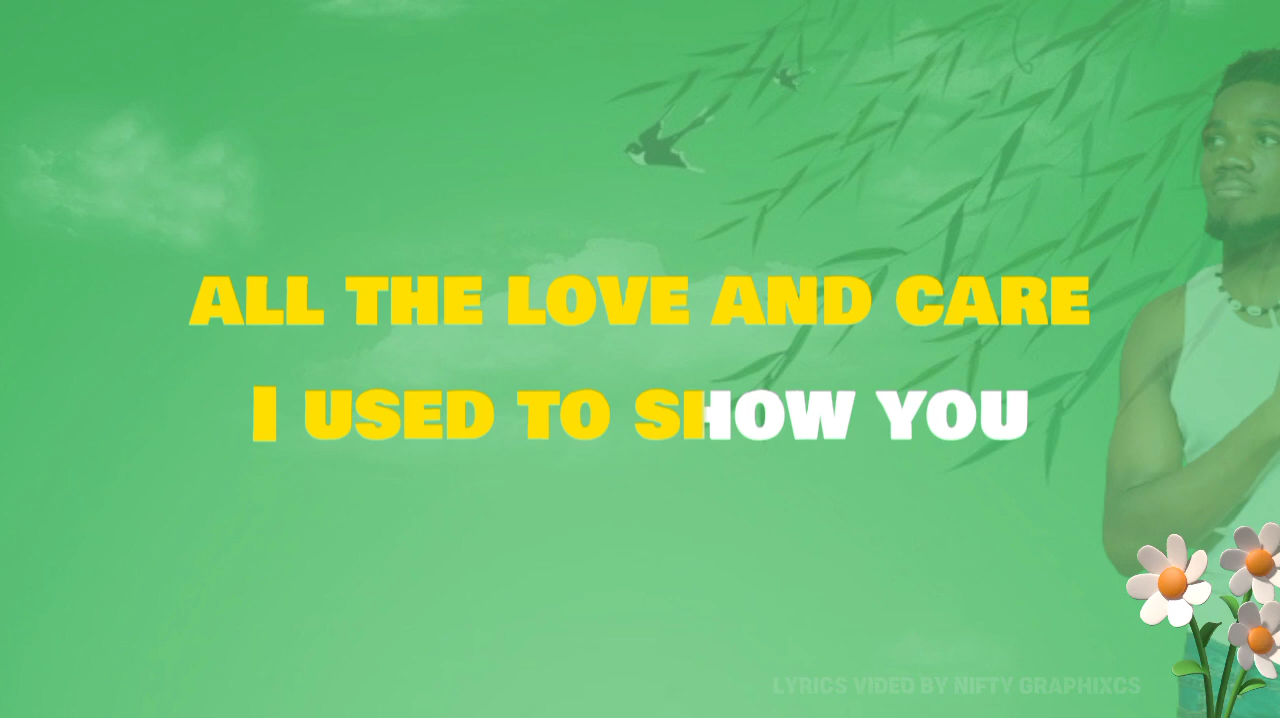 ALL THE LOVE AND CARE
I USED TO SHOW YOU
LYRICS VIDEO BY NIFTY GRAPHIXCS